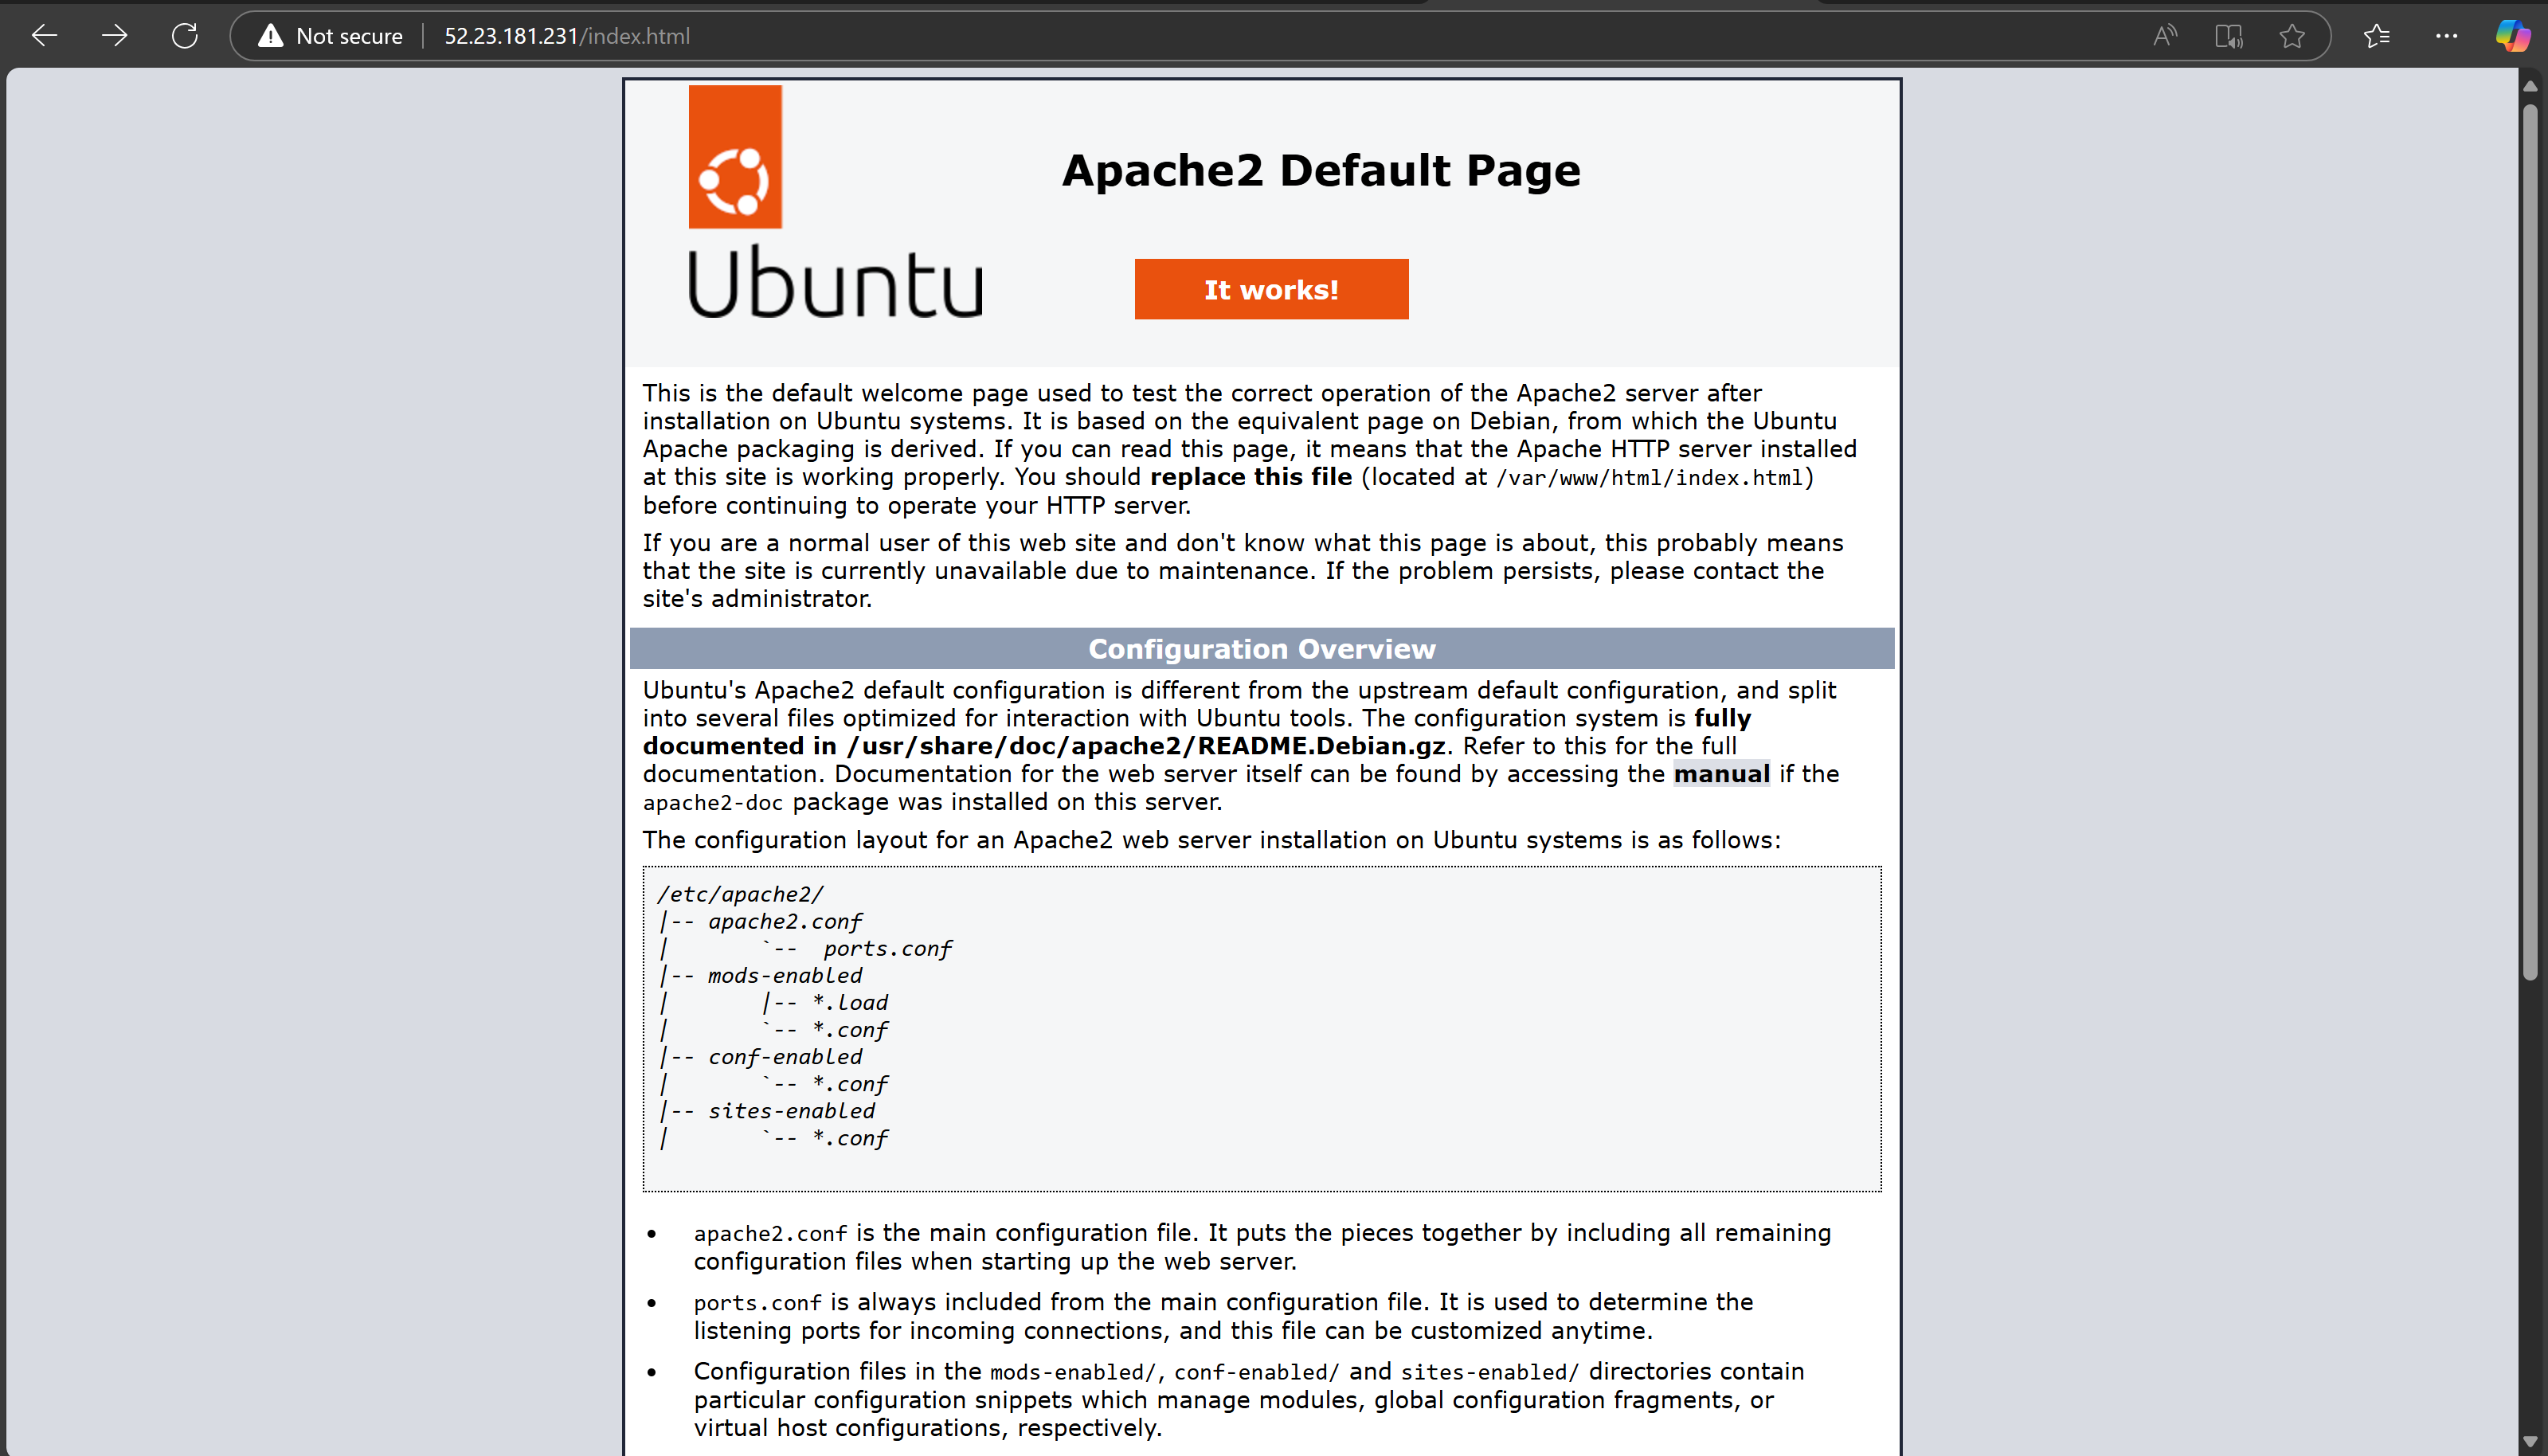 Not secure
52.23.181.231/index.html
Apache2 Default Page
Ubuntu
It works!
This is the default welcome page used to test the correct operation of the Apache2 server after
installation on Ubuntu systems. It is based on the equivalent page on Debian, from which the Ubuntu
Apache packaging is derived. If you can read this page, it means that the Apache HTTP server installed
at this site is working properly. You should replace this file (located at /var/www/html/index.html)
before continuing to operate your HTTP server.
If you are a normal user of this web site and don't know what this page is about, this probably means
that the site is currently unavailable due to maintenance. If the problem persists, please contact the
site's administrator.
Configuration Overview
Ubuntu's Apache2 default configuration is different from the upstream default configuration, and split
into several files optimized for interaction with Ubuntu tools. The configuration system is fully
documented in /usr/share/doc/apache2/README.Debian.gz. Refer to this for the full
documentation. Documentation for the web server itself can be found by accessing the manual if the
apache2-doc package was installed on this server.
The configuration layout for an Apache2 web server installation on Ubuntu systems is as follows:
/etc/apache2/
|-- apache2.conf
|       `--  ports.conf
|-- mods-enabled
|       |-- *.load
|       `-- *.conf
|-- conf-enabled
|       `-- *.conf
|-- sites-enabled
|       `-- *.conf
• apache2.conf is the main configuration file. It puts the pieces together by including all remaining
configuration files when starting up the web server.
• ports.conf is always included from the main configuration file. It is used to determine the
listening ports for incoming connections, and this file can be customized anytime.
• Configuration files in the mods-enabled/, conf-enabled/ and sites-enabled/ directories contain
particular configuration snippets which manage modules, global configuration fragments, or
virtual host configurations, respectively.